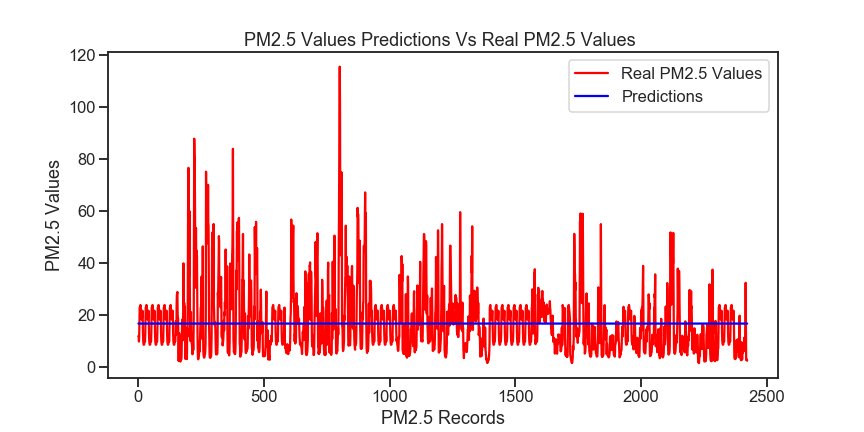 PM2.5 Values Predictions Vs Real PM2.5 Values
120
100
80
60
40
20
0
PM2.5 Values
Real PM2.5 Values
Predictions
0 500 1000 1500 2000 2500
PM2.5 Records